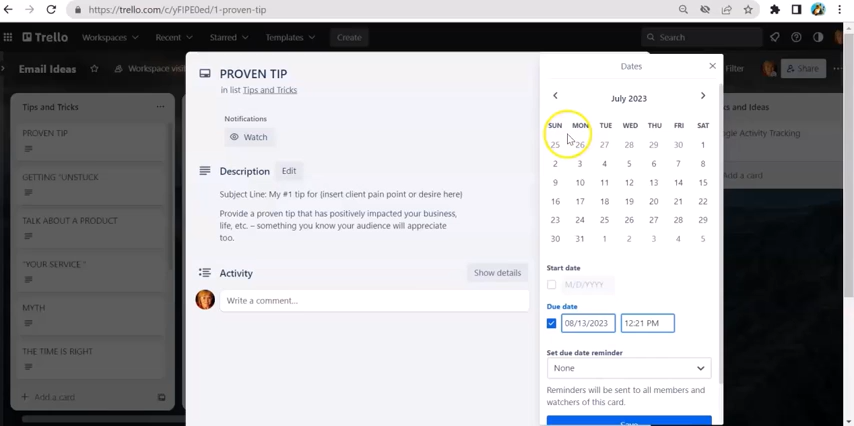 https://trello.com/c/yFIPE0ed/1-proven-tip
Trello
Workspaces
Recent
Starred
Templates
Create
Search
Email Ideas
Workspace visi
Filter
Share
Tips and Tricks
PROVEN TIP
GETTING "UNSTUCK
TALK ABOUT A PRODUCT
"YOUR SERVICE "
MYTH
THE TIME IS RIGHT
+ Add a card
PROVEN TIP
in list Tips and Tricks
Notifications
Watch
Description
Edit
Subject Line: My #1 tip for (insert client pain point or desire here)
Provide a proven tip that has positively impacted your business,
life, etc. – something you know your audience will appreciate
too.
Activity
Show details
Write a comment...
Dates
July 2023
SUN MON TUE WED THU FRI SAT
25 26 27 28 29 30 1
2 3 4 5 6 7 8
9 10 11 12 13 14 15
16 17 18 19 20 21 22
23 24 25 26 27 28 29
30 31 1 2 3 4 5
Start date
M/D/YYYY
Due date
08/13/2023 12:21 PM
Set due date reminder
None
Reminders will be sent to all members and
watchers of this card.
Save
s and Ideas
gle Activity Tracking
dd a card